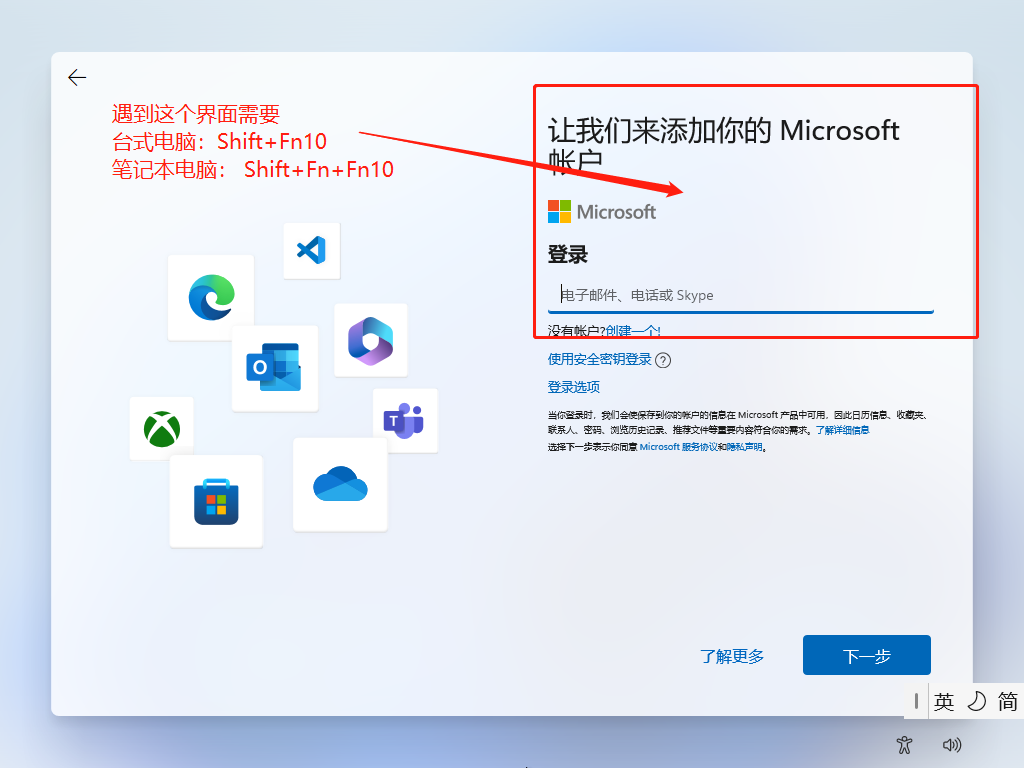 遇到这个界面需要
台式电脑：Shift+Fn10
笔记本电脑： Shift+Fn+Fn10
让我们来添加你的 Microsoft
帐户
Microsoft
登录
电子邮件、电话或 Skype
没有帐户?创建一个!
使用安全密钥登录 ?
登录选项
当你登录时，我们会使保存到你的帐户的信息在 Microsoft 产品中可用，因此日历信息、收藏夹、
联系人、密码、浏览历史记录、推荐文件等重要内容符合你的需求。了解详细信息
选择下一步表示你同意 Microsoft 服务协议和隐私声明。
了解更多
下一步
英 简